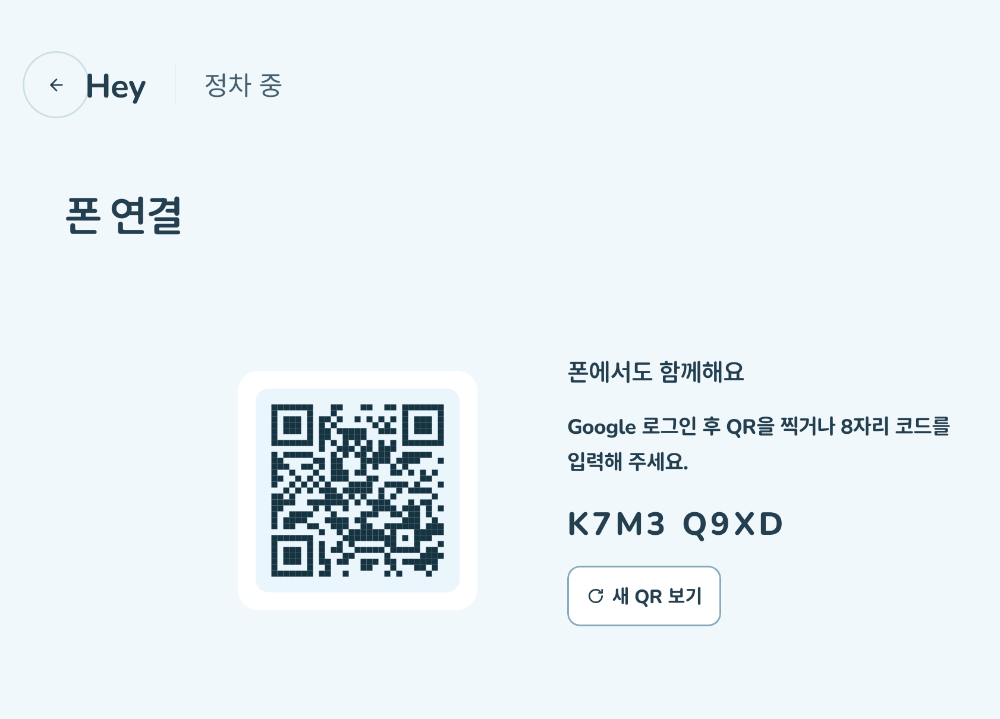 Hey
정차 중
폰 연결
폰에서도 함께해요
Google 로그인 후 QR을 찍거나 8자리 코드를
입력해 주세요.
K7M3 Q9XD
새 QR 보기